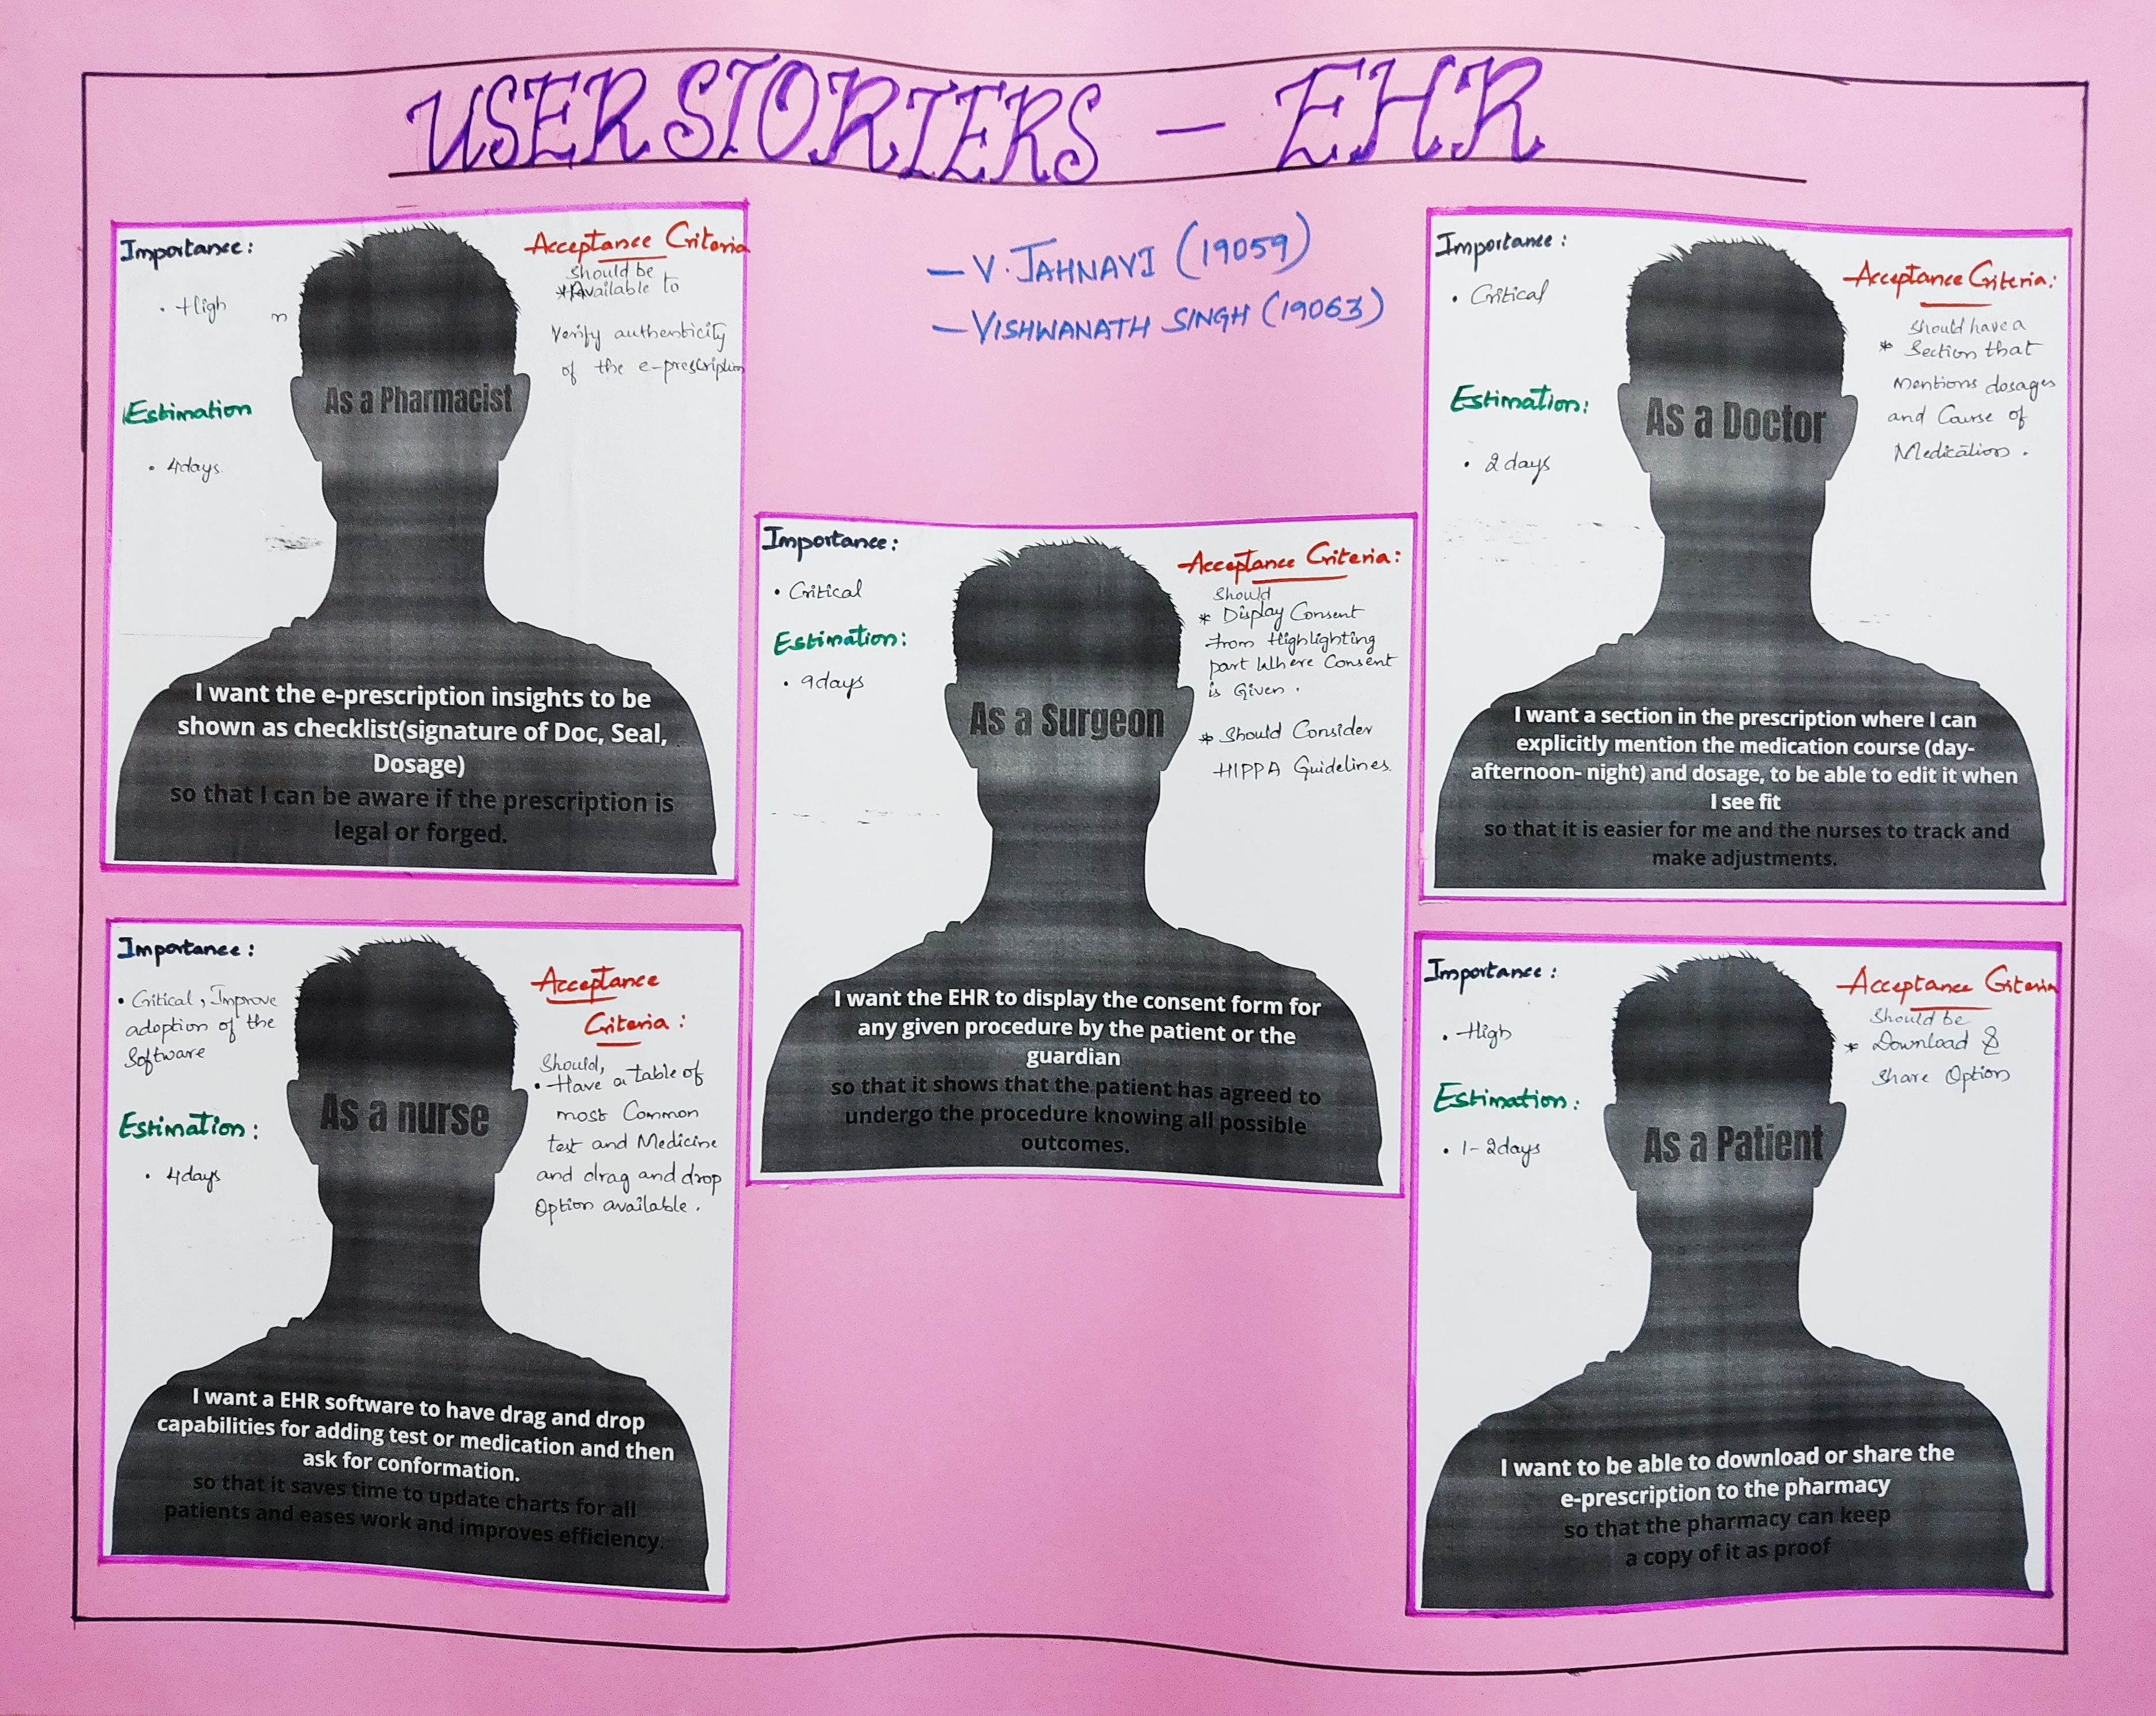 USER STORIERS - EHR
- V. JAHNAVI (19059)
- VISHWANATH SINGH (19063)
Importance:
• High
n
Estimation
• 4days
Acceptance Criteria
Should be
* Available to
Verify authenticity
of the e-prescription
As a Pharmacist
I want the e-prescription insights to be
shown as checklist(signature of Doc, Seal,
Dosage)
so that I can be aware if the prescription is
legal or forged.
Importance:
• Critical
Estimation:
• 2 days
Acceptance Criteria:
Should have a
* Section that
Mentions dosages
and Course of
Medication.
As a Doctor
I want a section in the prescription where I can
explicitly mention the medication course (day-
afternoon- night) and dosage, to be able to edit it when
I see fit
so that it is easier for me and the nurses to track and
make adjustments.
Importance:
• Critical
Estimation:
• 9days
Acceptance Criteria:
Should
* Display Consent
From Highlighting
part Where Consent
is Given.
* Should Consider
HIPPA Guidelines.
As a Surgeon
I want the EHR to display the consent form for
any given procedure by the patient or the
guardian
so that it shows that the patient has agreed to
undergo the procedure knowing all possible
outcomes.
Importance:
• Critical, Improve
adoption of the
Software
Estimation:
• 4days
Acceptance
Criteria:
Should,
• Have a table of
most Common
test and Medicine
and drag and drop
Option available.
As a nurse
I want a EHR software to have drag and drop
capabilities for adding test or medication and then
ask for conformation.
so that it saves time to update charts for all
patients and eases work and improves efficiency.
Importance:
• High
Estimation:
• 1-2days
Acceptance Criteria
Should be
* Download &
Share Option
As a Patient
I want to be able to download or share the
e-prescription to the pharmacy
so that the pharmacy can keep
a copy of it as proof